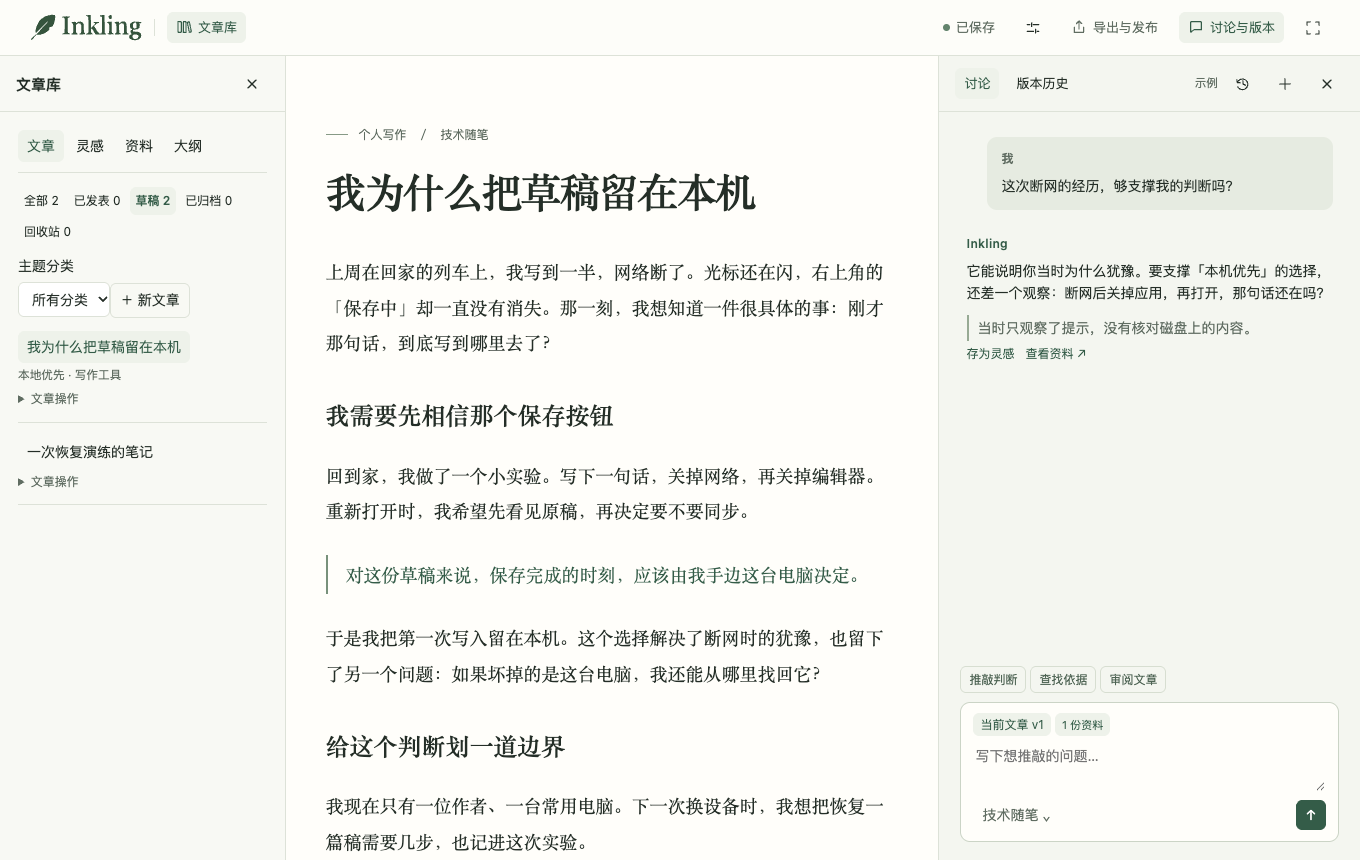 Inkling
文章库
已保存
导出与发布
讨论与版本
文章库
文章 灵感 资料 大纲
全部 2 已发表 0 草稿 2 已归档 0
回收站 0
主题分类
所有分类 + 新文章
我为什么把草稿留在本机
本地优先 · 写作工具
文章操作
一次恢复演练的笔记
文章操作
个人写作 / 技术随笔
我为什么把草稿留在本机
上周在回家的列车上，我写到一半，网络断了。光标还在闪，右上角的
「保存中」却一直没有消失。那一刻，我想知道一件很具体的事：刚才
那句话，到底写到哪里去了？
我需要先相信那个保存按钮
回到家，我做了一个小实验。写下一句话，关掉网络，再关掉编辑器。
重新打开时，我希望先看见原稿，再决定要不要同步。
对这份草稿来说，保存完成的时刻，应该由我手边这台电脑决定。
于是我把第一次写入留在本机。这个选择解决了断网时的犹豫，也留下
了另一个问题：如果坏掉的是这台电脑，我还能从哪里找回它？
给这个判断划一道边界
我现在只有一位作者、一台常用电脑。下一次换设备时，我想把恢复一
篇稿需要几步，也记进这次实验。
讨论 版本历史 示例
我
这次断网的经历，够支撑我的判断吗？
Inkling
它能说明你当时为什么犹豫。要支撑「本机优先」的选择，
还差一个观察：断网后关掉应用，再打开，那句话还在吗？
当时只观察了提示，没有核对磁盘上的内容。
存为灵感 查看资料 ↗
推敲判断 查找依据 审阅文章
当前文章 v1 1 份资料
写下想推敲的问题...
技术随笔